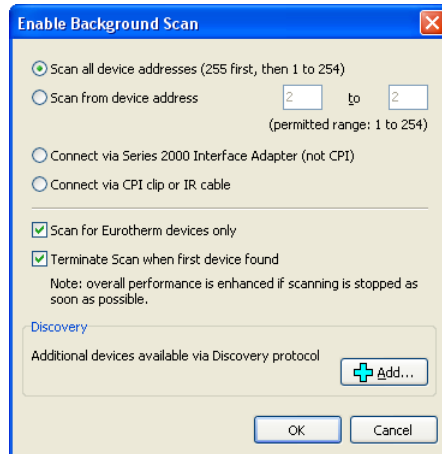 Enable Background Scan
Scan all device addresses (255 first, then 1 to 254)
Scan from device address 2 to 2
(permitted range: 1 to 254)
Connect via Series 2000 Interface Adapter (not CPI)
Connect via CPI clip or IR cable
Scan for Eurotherm devices only
Terminate Scan when first device found
Note: overall performance is enhanced if scanning is stopped as
soon as possible.
Discovery
Additional devices available via Discovery protocol
Add...
OK Cancel